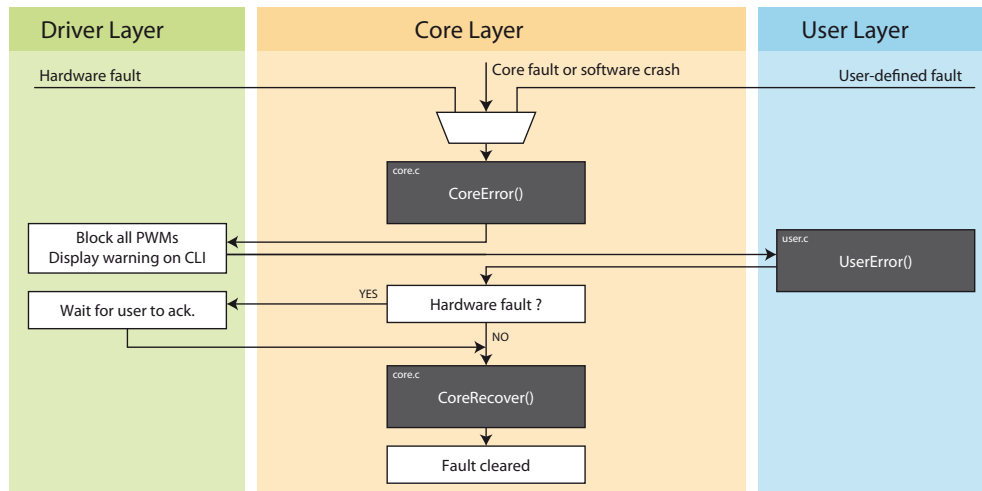 Driver Layer
Core Layer
User Layer
Hardware fault
Core fault or software crash
User-defined fault
core.c
CoreError()
Block all PWMs
Display warning on CLI
user.c
UserError()
YES
Hardware fault ?
Wait for user to ack.
NO
core.c
CoreRecover()
Fault cleared